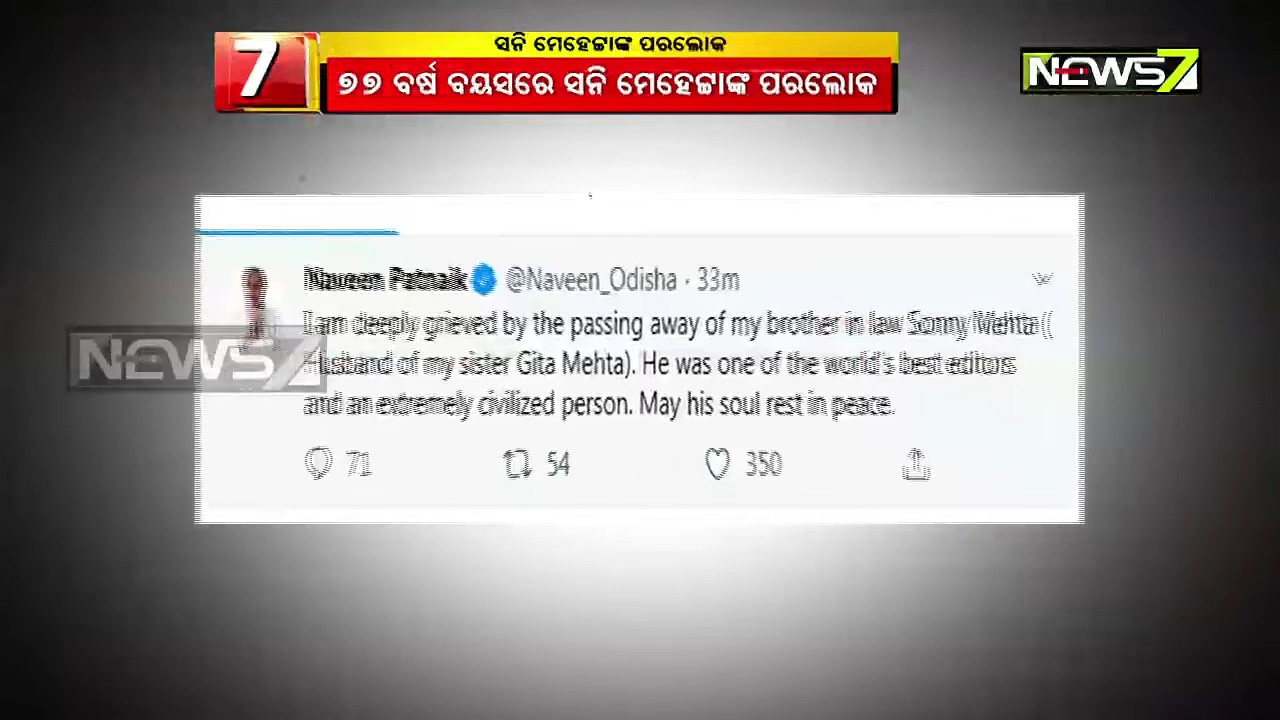 7
ସନି ମେହେଟ୍ଟାଙ୍କ ପରଲୋକ
୭୭ ବର୍ଷ ବୟସରେ ସନି ମେହେଟ୍ଟାଙ୍କ ପରଲୋକ
NEWS7
Naveen Patnaik @Naveen_Odisha · 33m
I am deeply grieved by the passing away of my brother in law Sonny Mehta ((
Husband of my sister Gita Mehta). He was one of the world's best editors
and an extremely civilized person. May his soul rest in peace.
NEWS7
71 54 350